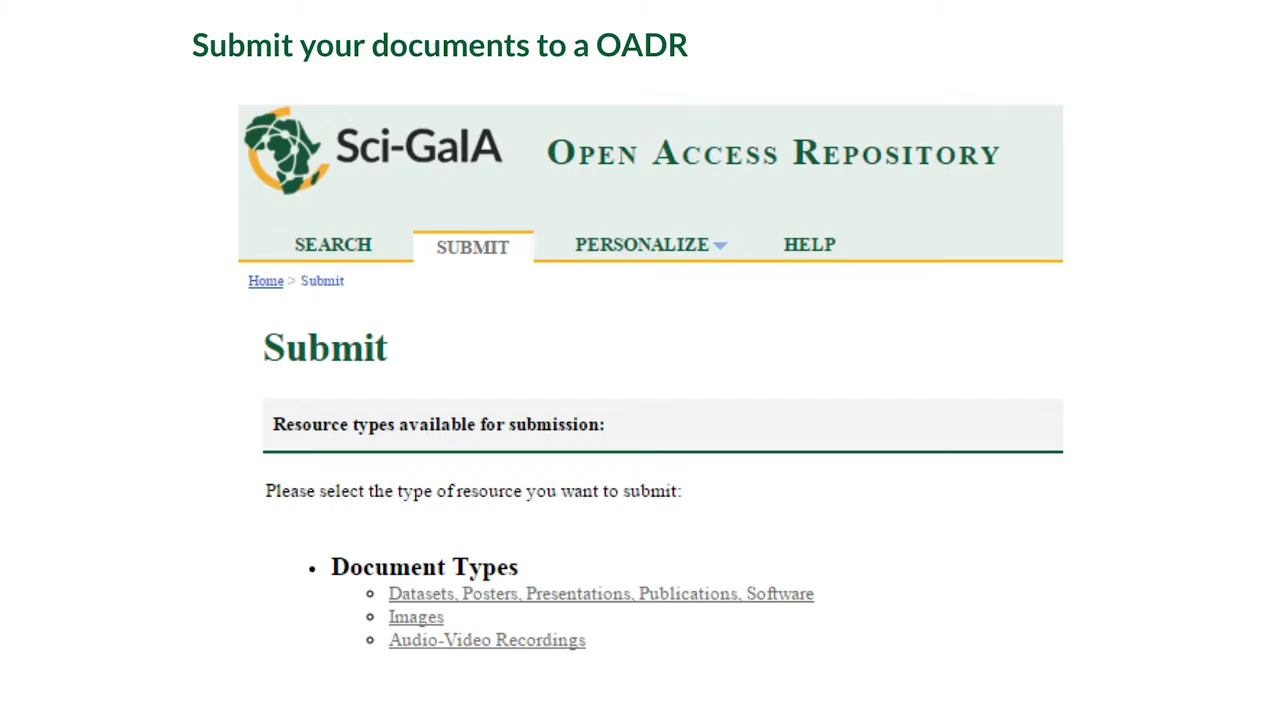 Submit your documents to a OADR
Sci-GaIA
OPEN ACCESS REPOSITORY
SEARCH SUBMIT PERSONALIZE HELP
Home > Submit
Submit
Resource types available for submission:
Please select the type of resource you want to submit:
• Document Types
Datasets, Posters, Presentations, Publications, Software
Images
Audio-Video Recordings